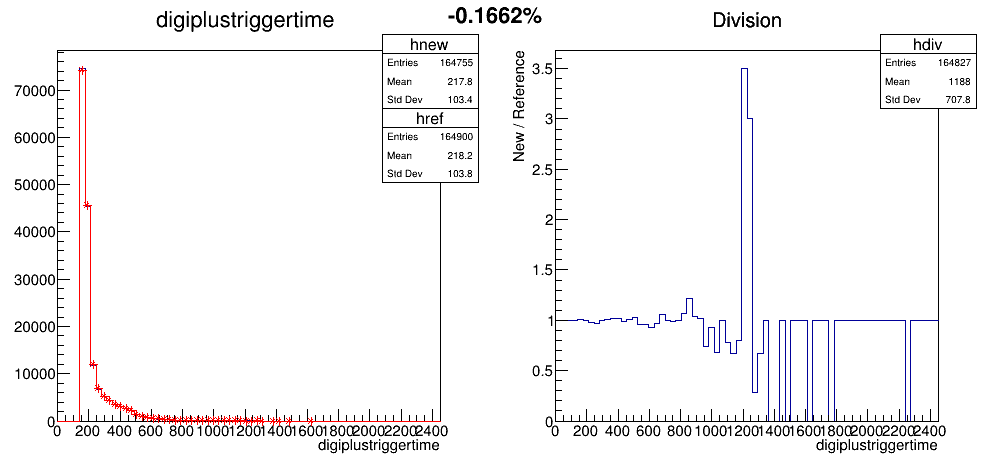 digiplustriggertime
-0.1662%
Division
hnew
Entries 164755
Mean 217.8
Std Dev 103.4
href
Entries 164900
Mean 218.2
Std Dev 103.8
70000
60000
50000
40000
30000
20000
10000
0
0 200 400 600 800 1000 1200 1400 1600 1800 2000 2200 2400
digiplustriggertime
hdiv
Entries 164827
Mean 1188
Std Dev 707.8
New / Reference
3.5
3
2.5
2
1.5
1
0.5
0
0 200 400 600 800 1000 1200 1400 1600 1800 2000 2200 2400
digiplustriggertime